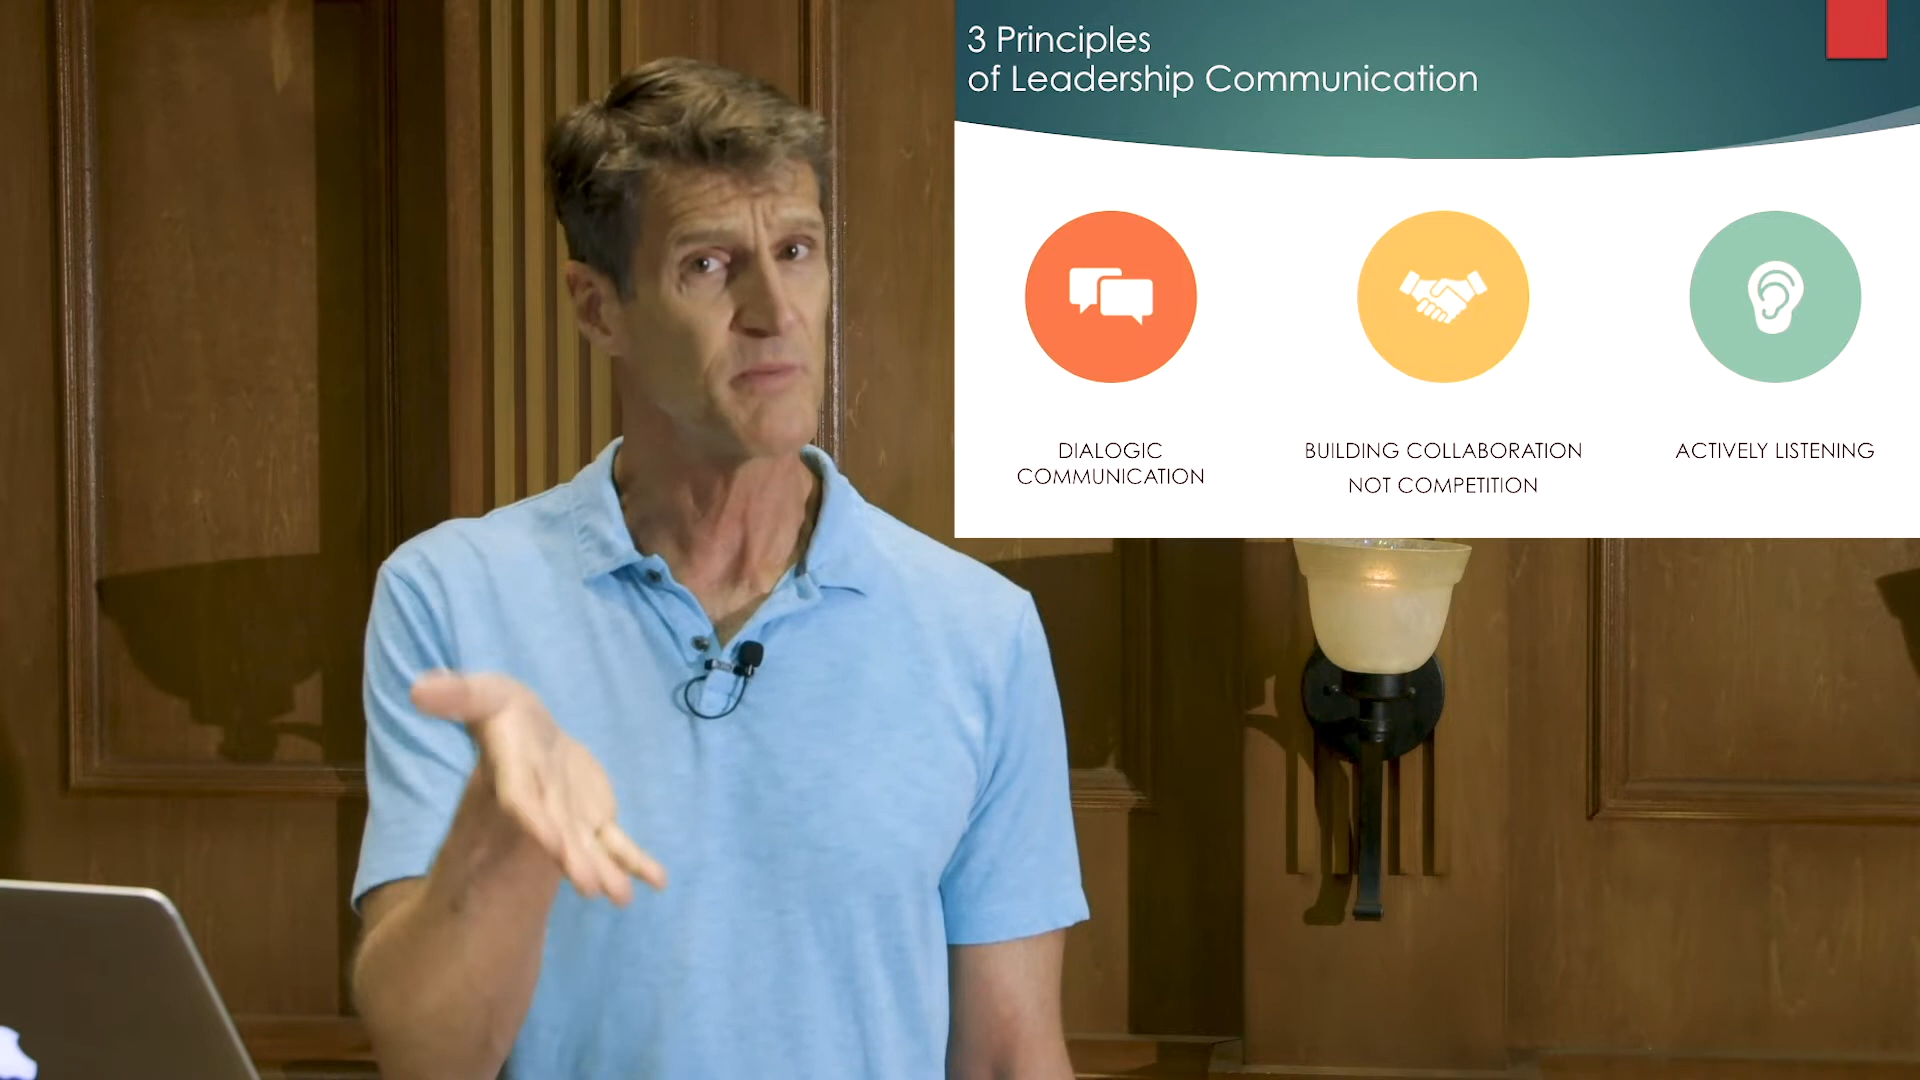 3 Principles
of Leadership Communication
DIALOGIC
COMMUNICATION
BUILDING COLLABORATION
NOT COMPETITION
ACTIVELY LISTENING